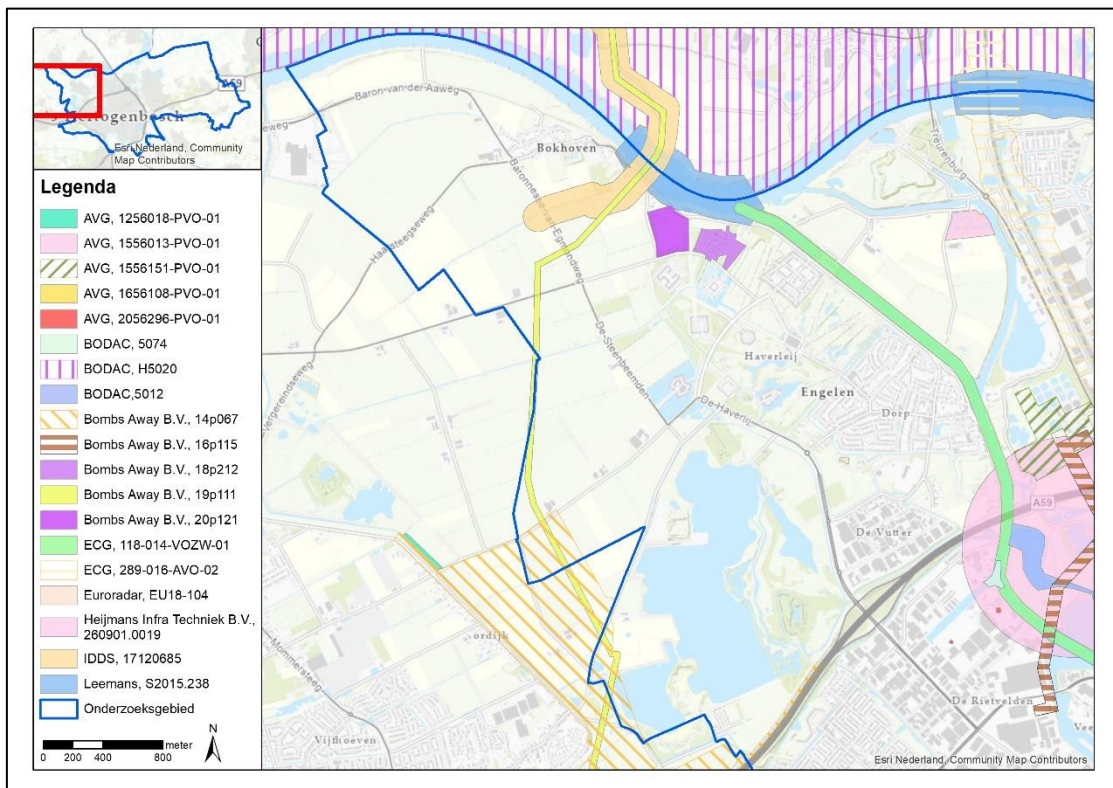 A59
's Hertogenbosch
Esri Nederland, Community
Map Contributors
Legenda
AVG, 1256018-PVO-01
AVG, 1556013-PVO-01
AVG, 1556151-PVO-01
AVG, 1656108-PVO-01
AVG, 2056296-PVO-01
BODAC, 5074
BODAC, H5020
BODAC,5012
Bombs Away B.V., 14p067
Bombs Away B.V., 16p115
Bombs Away B.V., 18p212
Bombs Away B.V., 19p111
Bombs Away B.V., 20p121
ECG, 118-014-VOZW-01
ECG, 289-016-AVO-02
Euroradar, EU18-104
Heijmans Infra Techniek B.V.,
260901.0019
IDDS, 17120685
Leemans, S2015.238
Onderzoeksgebied
0 200 400 800
meter
N
Baron-van-der-Aaweg
Bokhoven
Treurenburg
Baronnesse-van-Egmondweg
Haarsteegseweg
De-Steenbeemden
Haverleij
Engelen
Dorp
De-Haverlij
Vergereindseweg
A59
De Vutter
ordijk
Mommersteeg
De Rietvelden
Vijfhoeven
Esri Nederland, Community Map Contributors